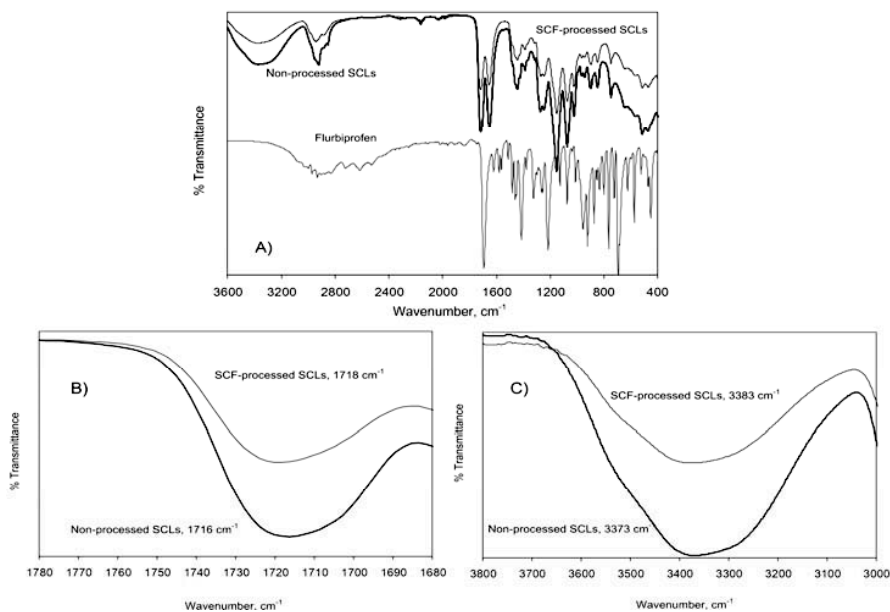 SCF-processed SCLs
Non-processed SCLs
Flurbiprofen
% Transmittance
A)
3600 3200 2800 2400 2000 1600 1200 800 400
Wavenumber, cm-1
B)
SCF-processed SCLs, 1718 cm-1
% Transmittance
Non-processed SCLs, 1716 cm-1
1780 1770 1760 1750 1740 1730 1720 1710 1700 1690 1680
Wavenumber, cm-1
C)
SCF-processed SCLs, 3383 cm-1
% Transmittance
Non-processed SCLs, 3373 cm-
3800 3700 3600 3500 3400 3300 3200 3100 3000
Wavenumber, cm-1